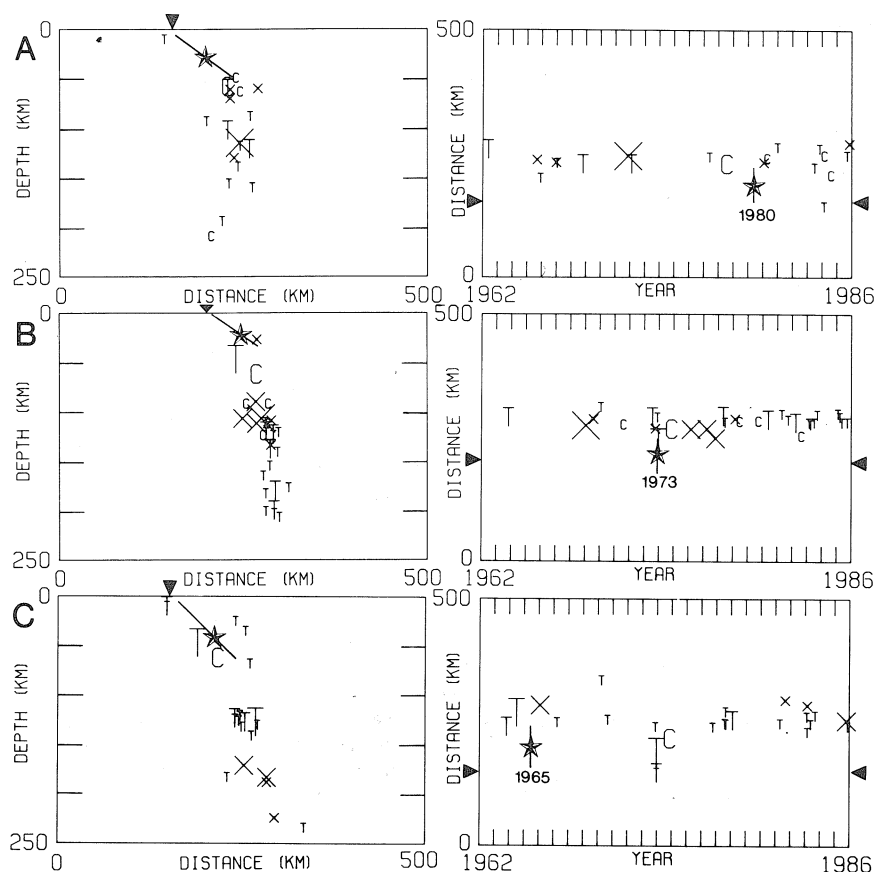 A
0
DEPTH (KM)
250
0
DISTANCE (KM)
500
500
DISTANCE (KM)
0
1962
YEAR
1986
1980
B
0
DEPTH (KM)
250
0
DISTANCE (KM)
500
500
DISTANCE (KM)
0
1962
YEAR
1986
1973
C
0
DEPTH (KM)
250
0
DISTANCE (KM)
500
500
DISTANCE (KM)
0
1962
YEAR
1986
1965